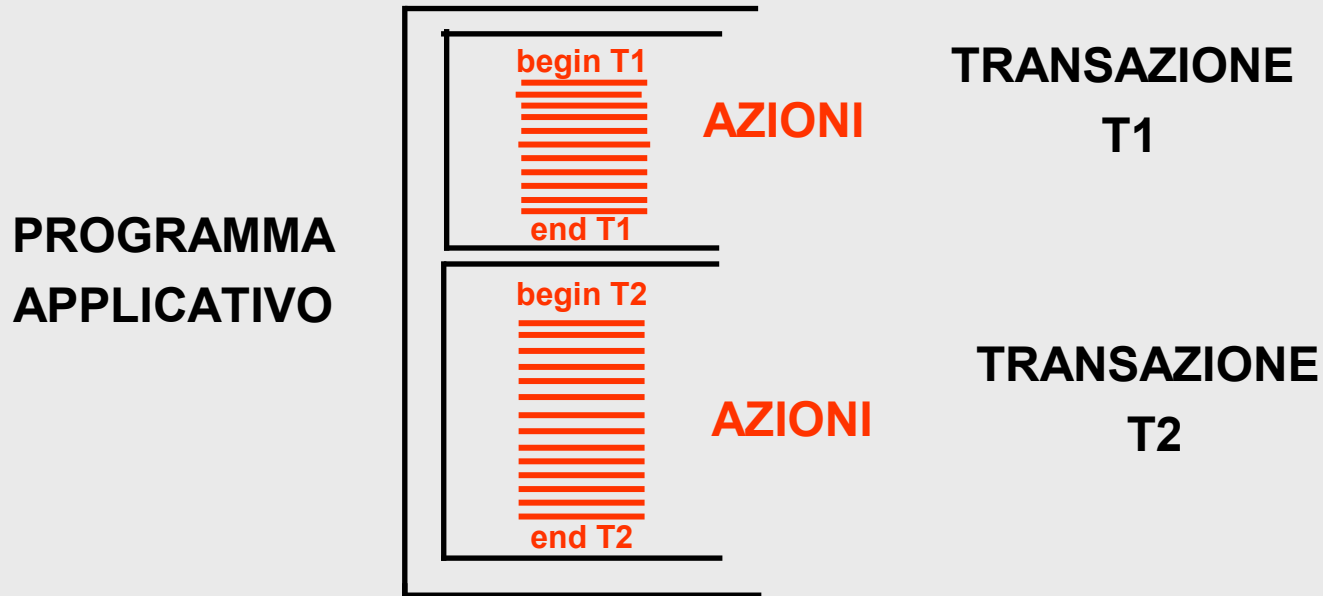 begin T1
AZIONI
end T1
TRANSAZIONE
T1
PROGRAMMA
APPLICATIVO
begin T2
AZIONI
end T2
TRANSAZIONE
T2